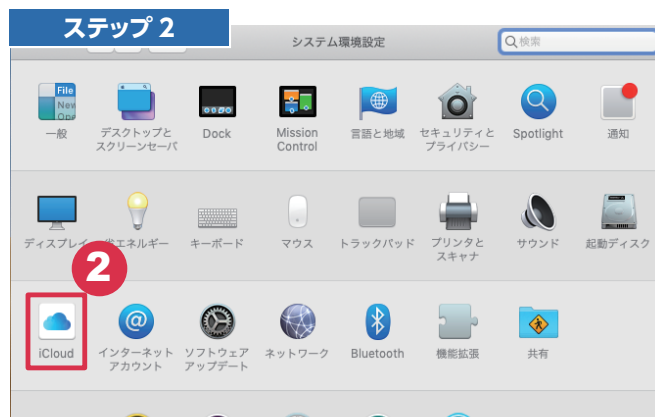 ステップ 2
システム環境設定
検索
File
New
Ope
一般
デスクトップと
スクリーンセーバ
Dock
Mission
Control
言語と地域
セキュリティと
プライバシー
Spotlight
通知
ディスプレイ
省エネルギー
キーボード
マウス
トラックパッド
プリンタと
スキャナ
サウンド
起動ディスク
2
iCloud
インターネット
アカウント
ソフトウェア
アップデート
ネットワーク
Bluetooth
機能拡張
共有